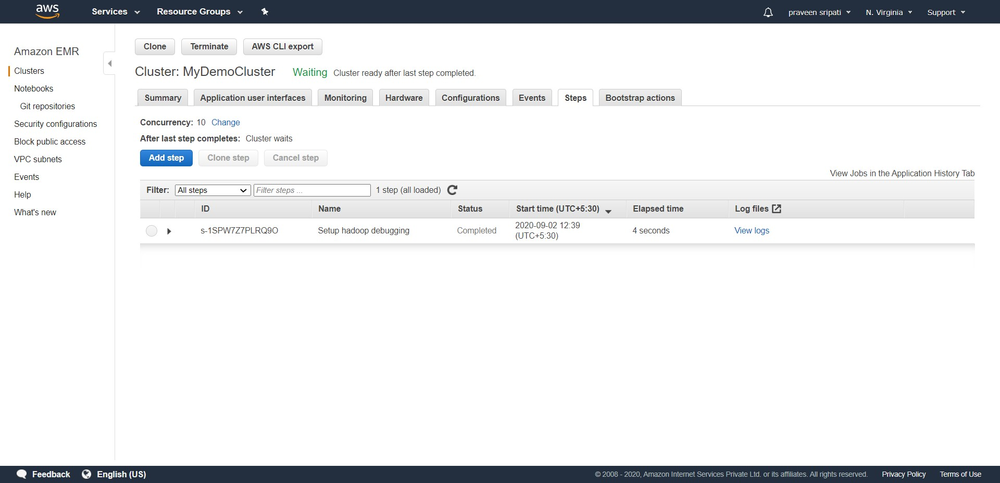 aws Services Resource Groups praveen sripati N. Virginia Support
Amazon EMR
Clusters
Notebooks
Git repositories
Security configurations
Block public access
VPC subnets
Events
Help
What's new
Clone Terminate AWS CLI export
Cluster: MyDemoCluster Waiting Cluster ready after last step completed.
Summary Application user interfaces Monitoring Hardware Configurations Events Steps Bootstrap actions
Concurrency: 10 Change
After last step completes: Cluster waits
Add step Clone step Cancel step
View Jobs in the Application History Tab
Filter: All steps Filter steps ... 1 step (all loaded)
ID Name Status Start time (UTC+5:30) Elapsed time Log files
s-1SPW7Z7PLRQ9O Setup hadoop debugging Completed 2020-09-02 12:39 4 seconds View logs
(UTC+5:30)
Feedback English (US) © 2008 - 2020, Amazon Internet Services Private Ltd. or its affiliates. All rights reserved. Privacy Policy Terms of Use